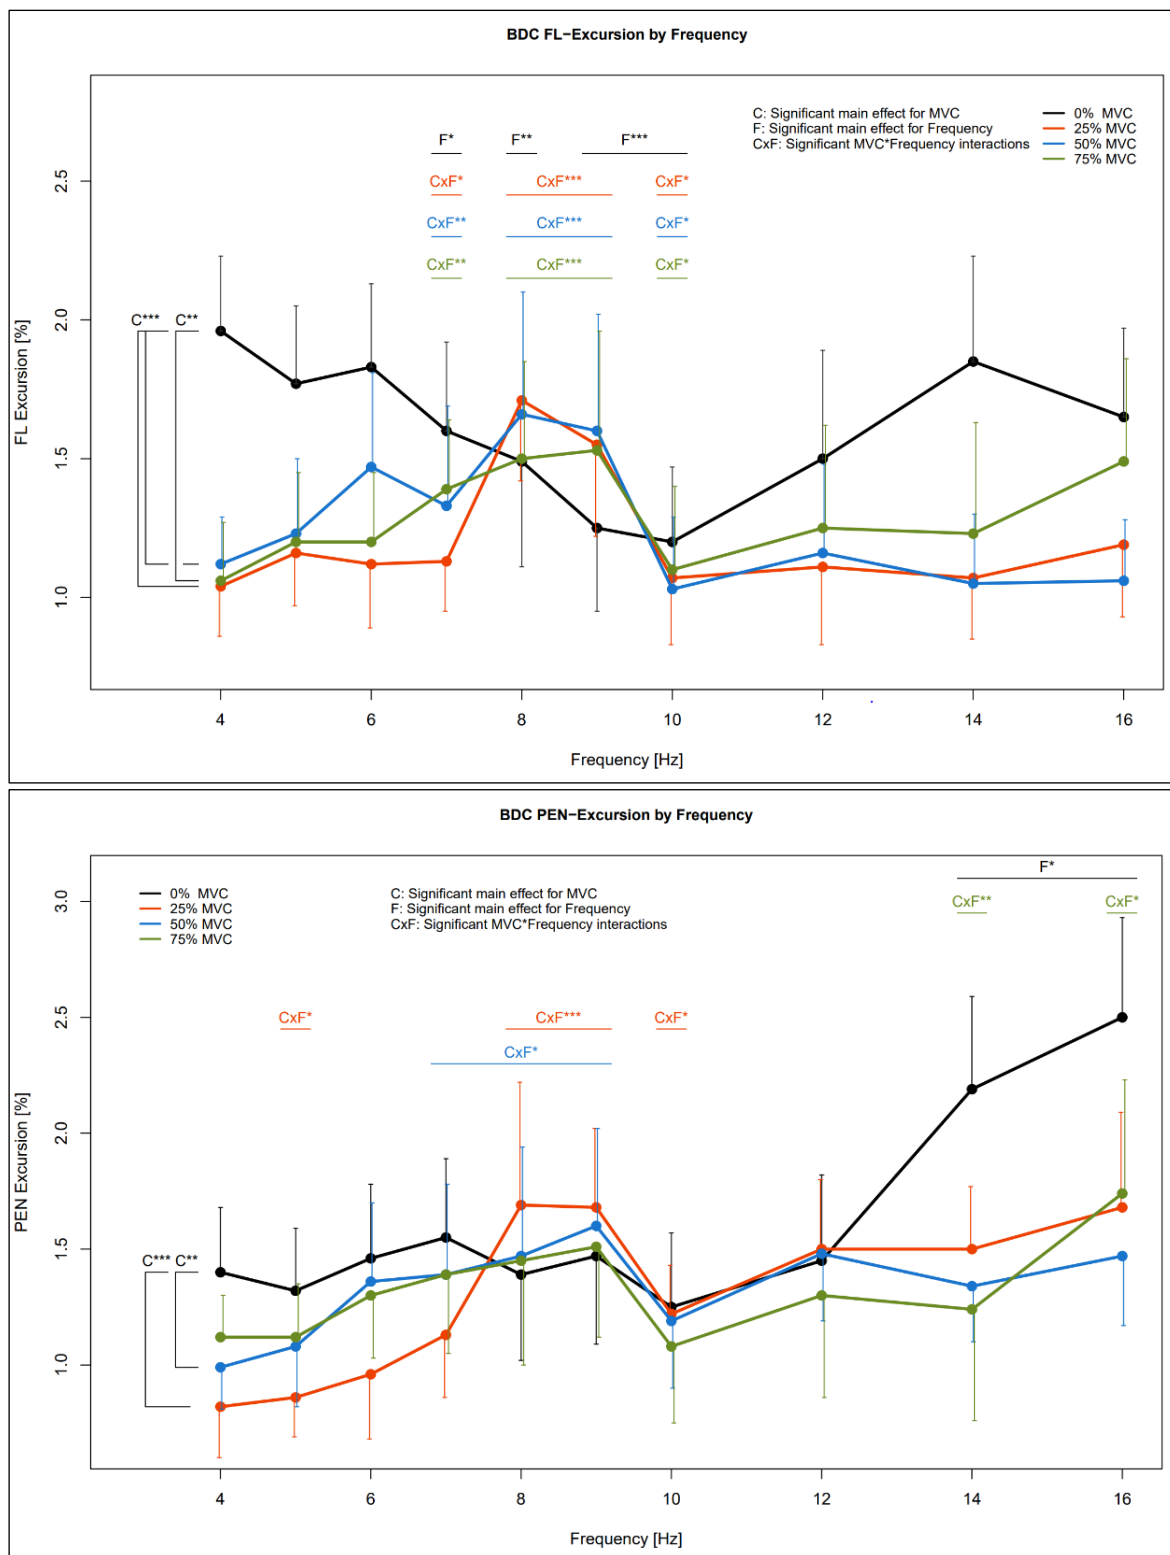 BDC FL−Excursion by Frequency
C: Significant main effect for MVC
F: Significant main effect for Frequency
CxF: Significant MVC*Frequency interactions
0% MVC
25% MVC
50% MVC
75% MVC
F*
F**
F***
CxF*
CxF***
CxF*
CxF**
CxF***
CxF*
CxF**
CxF***
CxF*
C***
C**
FL Excursion [%]
2.5
2.0
1.5
1.0
4
6
8
10
12
14
16
Frequency [Hz]
BDC PEN−Excursion by Frequency
0% MVC
25% MVC
50% MVC
75% MVC
C: Significant main effect for MVC
F: Significant main effect for Frequency
CxF: Significant MVC*Frequency interactions
F*
CxF**
CxF*
CxF*
CxF***
CxF*
CxF*
C***
C**
PEN Excursion [%]
3.0
2.5
2.0
1.5
1.0
4
6
8
10
12
14
16
Frequency [Hz]